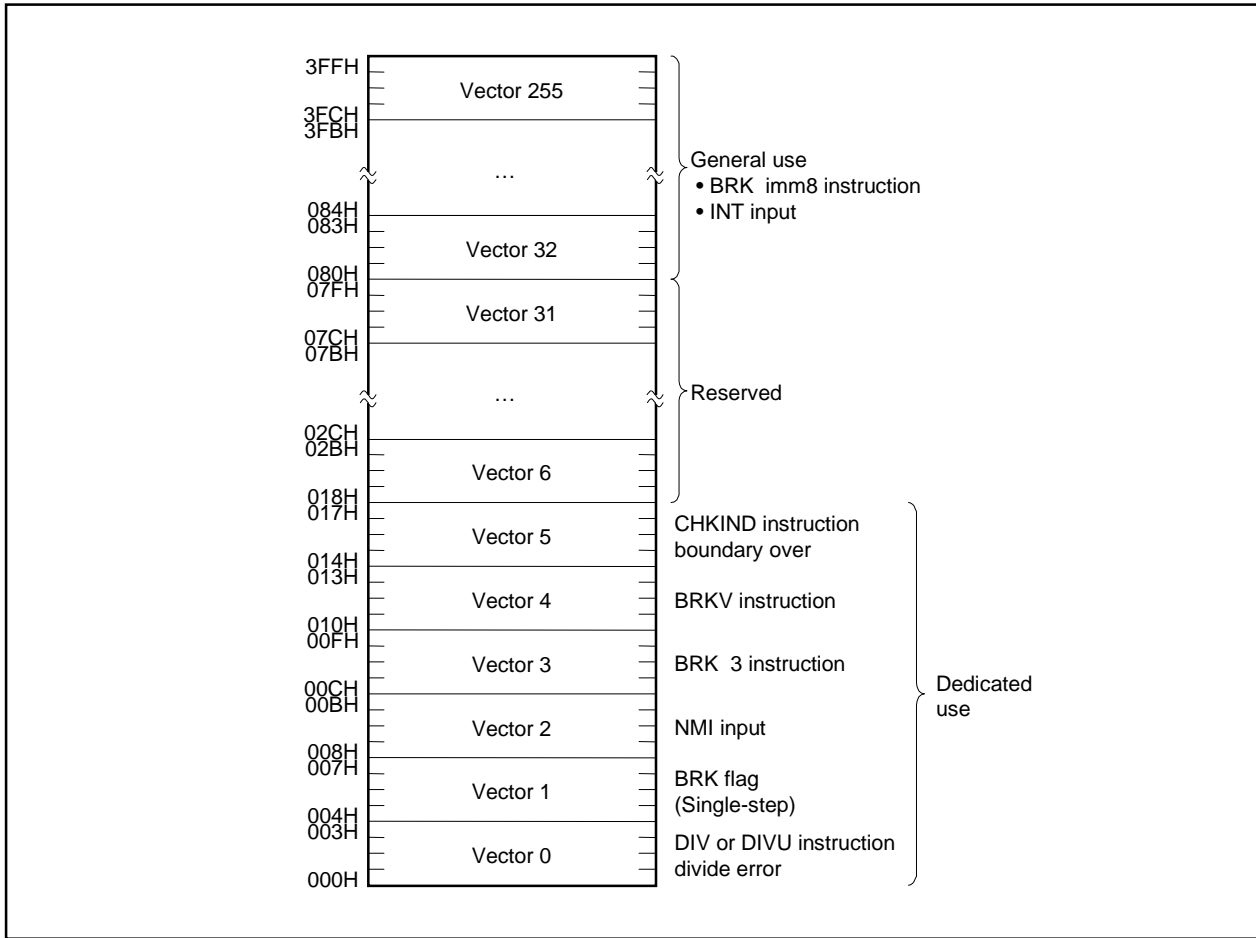 3FFH
Vector 255
3FCH
3FBH
…
General use
• BRK imm8 instruction
• INT input
084H
083H
Vector 32
080H
07FH
Vector 31
07CH
07BH
…
Reserved
02CH
02BH
Vector 6
018H
017H
Vector 5
CHKIND instruction
boundary over
014H
013H
Vector 4
BRKV instruction
010H
00FH
Vector 3
BRK 3 instruction
00CH
00BH
Dedicated
use
Vector 2
NMI input
008H
007H
Vector 1
BRK flag
(Single-step)
004H
003H
Vector 0
DIV or DIVU instruction
divide error
000H